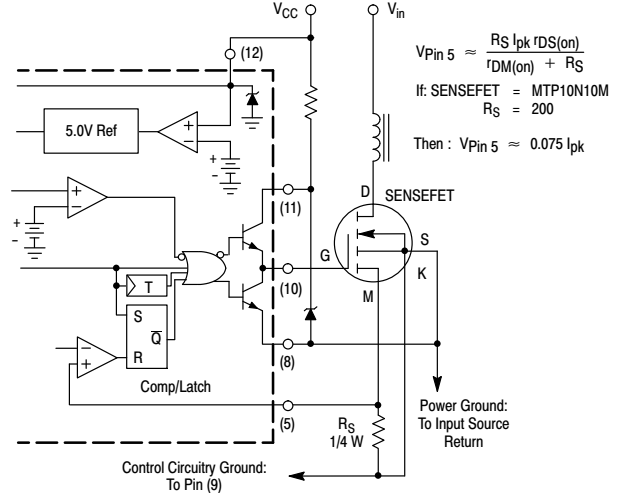 VCC
Vin
(12)
VPin 5 ≈ RS Ipk rDS(on)
rDM(on) + RS
If: SENSEFET = MTP10N10M
RS = 200
Then : VPin 5 ≈ 0.075 Ipk
5.0V Ref
+
-
+
-
+
-
+
-
(11)
D
SENSEFET
S
G
K
M
(10)
T
S
Q
R
(8)
-
+
Comp/Latch
(5)
RS
1/4 W
Power Ground:
To Input Source
Return
Control Circuitry Ground:
To Pin (9)